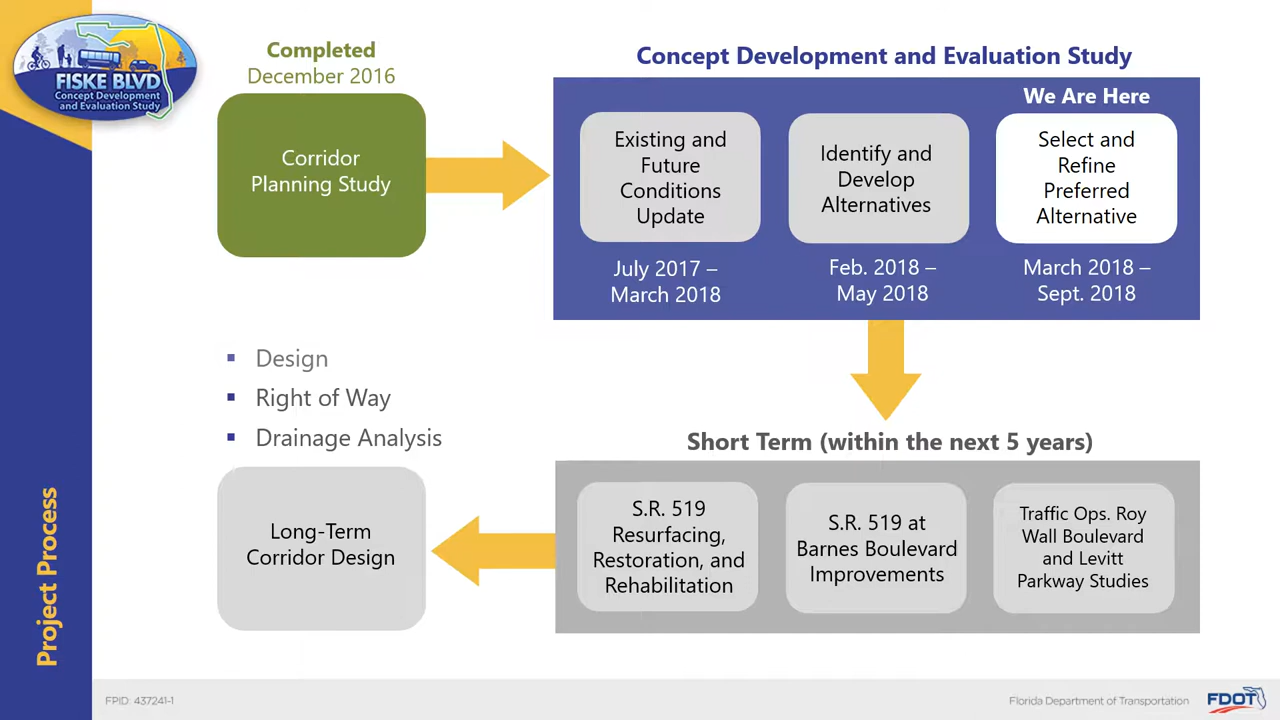 FISKE BLVD
Concept Development
and Evaluation Study
Completed
December 2016
Corridor
Planning Study
Concept Development and Evaluation Study
We Are Here
Existing and
Future
Conditions
Update
Identify and
Develop
Alternatives
Select and
Refine
Preferred
Alternative
July 2017 –
March 2018
Feb. 2018 –
May 2018
March 2018 –
Sept. 2018
▪ Design
▪ Right of Way
▪ Drainage Analysis
Short Term (within the next 5 years)
Long-Term
Corridor Design
S.R. 519
Resurfacing,
Restoration, and
Rehabilitation
S.R. 519 at
Barnes Boulevard
Improvements
Traffic Ops. Roy
Wall Boulevard
and Levitt
Parkway Studies
Project Process
FPID: 437241-1
Florida Department of Transportation
FDOT